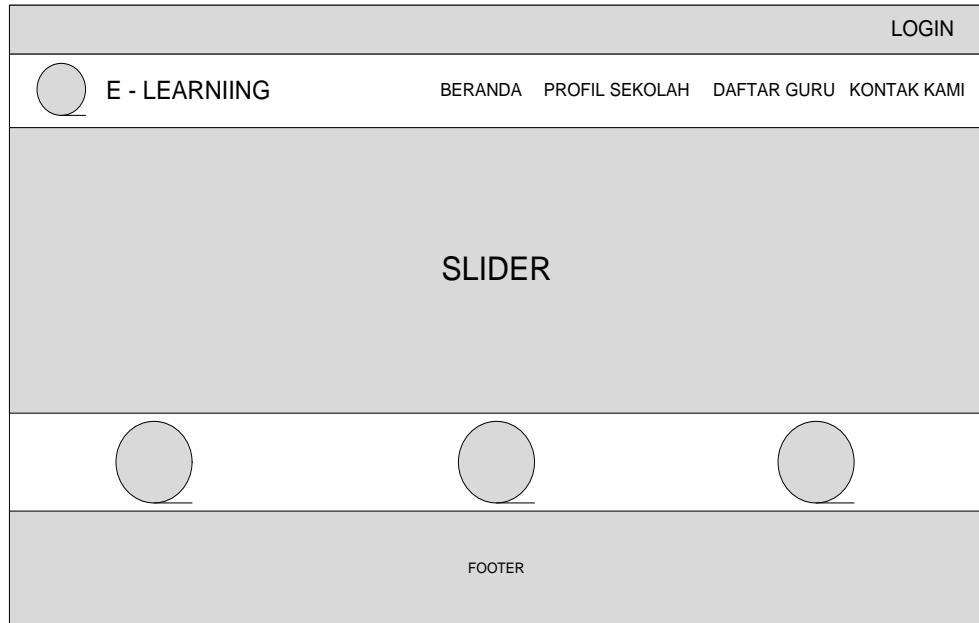 LOGIN
E - LEARNIING
BERANDA PROFIL SEKOLAH DAFTAR GURU KONTAK KAMI
SLIDER
FOOTER